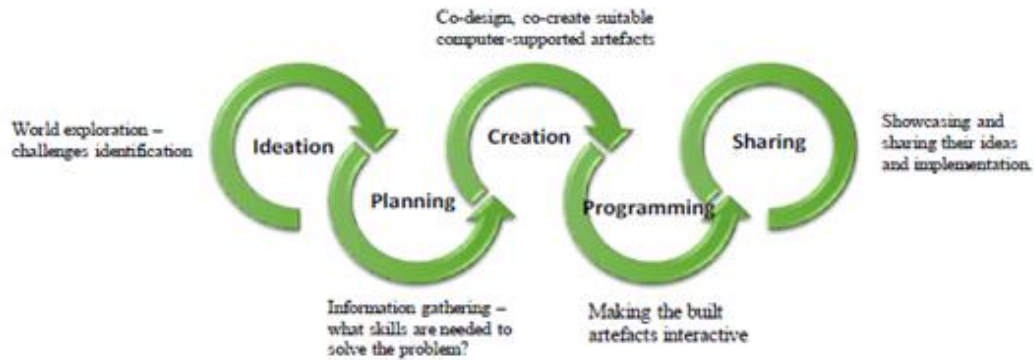 Co-design, co-create suitable
computer-supported artefacts
World exploration –
challenges identification
Ideation
Planning
Information gathering –
what skills are needed to
solve the problem?
Creation
Programming
Making the built
artefacts interactive
Sharing
Showcasing and
sharing their ideas
and implementation.